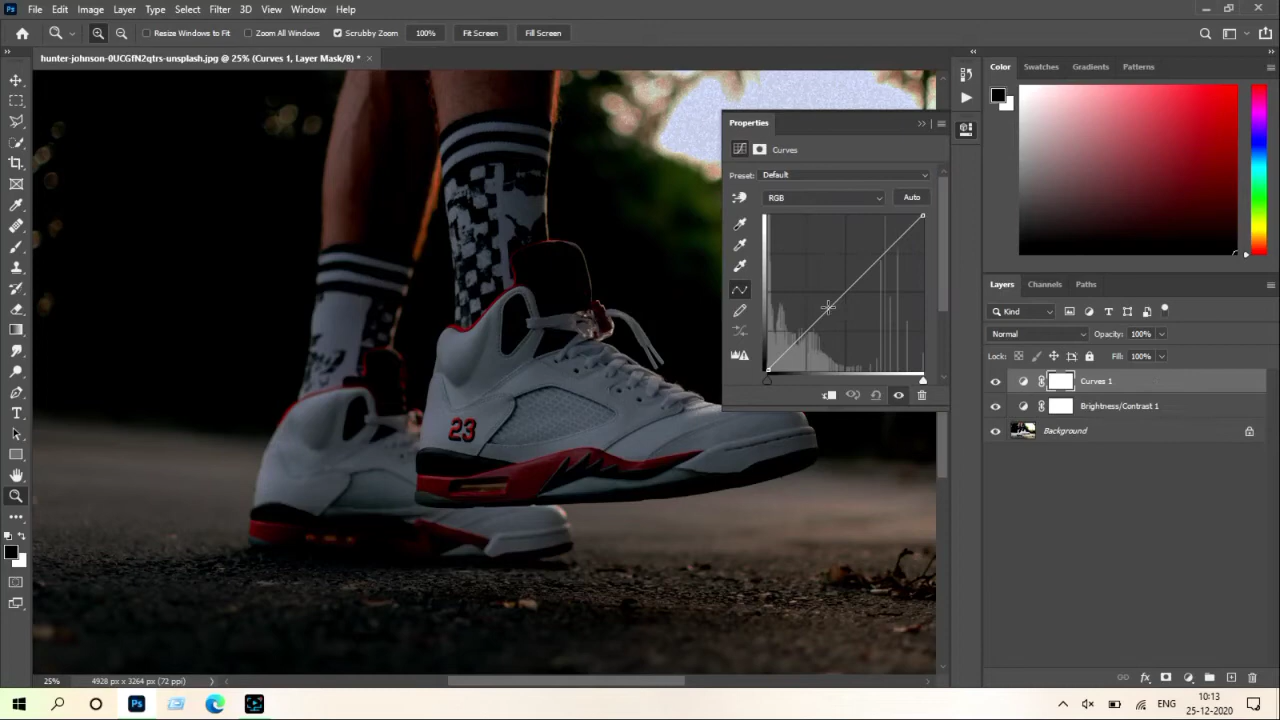 Ps File Edit Image Layer Type Select Filter 3D View Window Help
Resize Windows to Fit Zoom All Windows Scrubby Zoom 100% Fit Screen Fill Screen
hunter-johnson-0UCGfN2qtrs-unsplash.jpg @ 25% (Curves 1, Layer Mask/8) *
Color Swatches Gradients Patterns
Properties
Curves
Preset: Default
RGB Auto
Layers Channels Paths
Kind
Normal Opacity: 100%
Lock: Fill: 100%
Curves 1
Brightness/Contrast 1
Background
23
25% 4928 px x 3264 px (72 ppi)
Ps ENG 10:13
25-12-2020